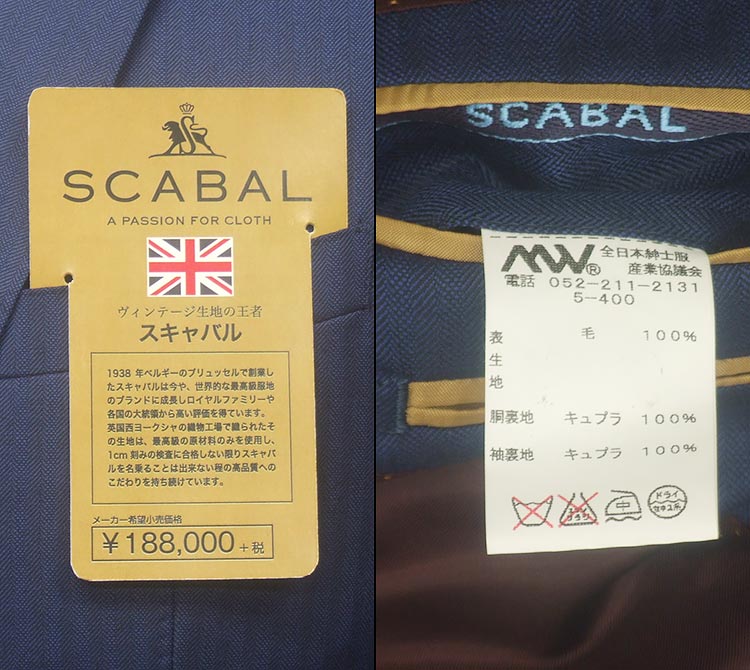 SCABAL
A PASSION FOR CLOTH
ヴィンテージ生地の王者
スキャバル
1938 年ベルギーのブリュッセルで創業し
たスキャバルは今や、世界的な最高級服地
のブランドに成長しロイヤルファミリーや
各国の大統領から高い評価を得ています。
英国西ヨークシャの織物工場で織られたそ
の生地は、最高級の原材料のみを使用し、
1cm 刻みの検査に合格しない限りスキャバ
ルを名乗ることは出来ない程の高品質への
こだわりを持ち続けています。
メーカー希望小売価格
¥188,000+税
SCABAL
MW® 全日本紳士服
産業協議会
電話 052-211-2131
5-400
表 毛 100%
生
地
胴裏地 キュプラ 100%
袖裏地 キュプラ 100%
エンソ
サラシ
ドライ
セキユ系